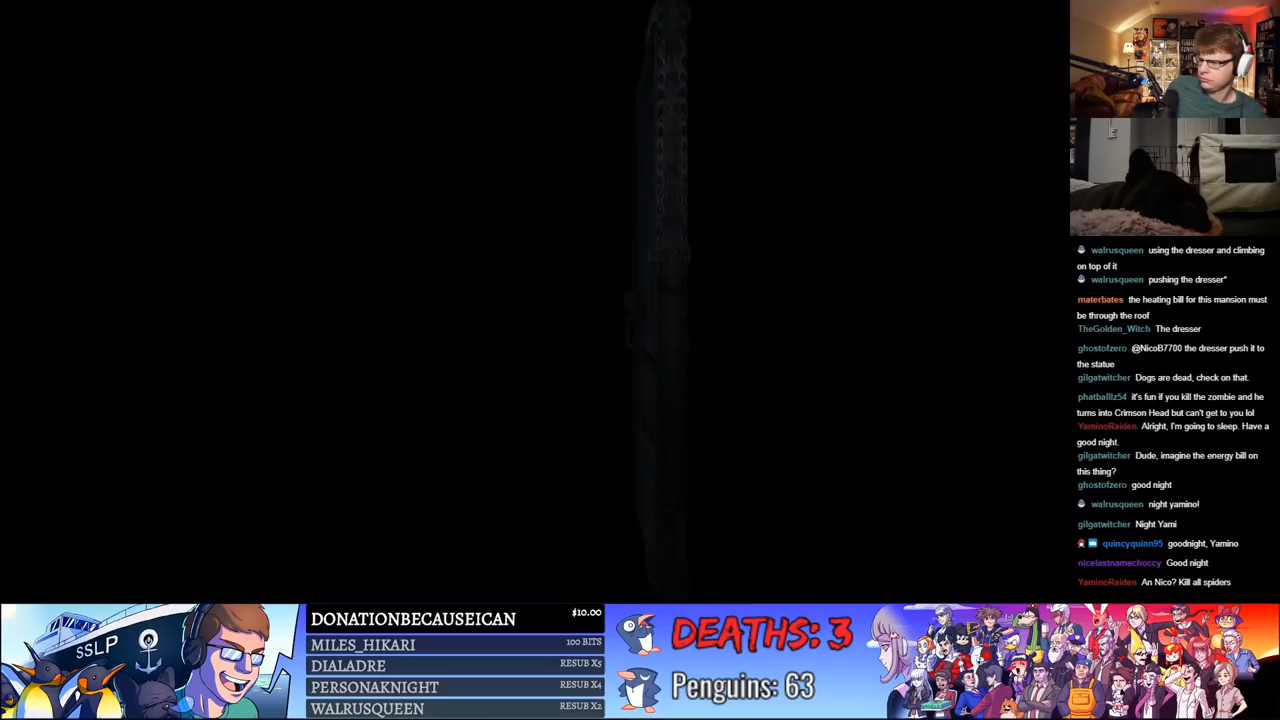 walrusqueen using the dresser and climbing
on top of it
walrusqueen pushing the dresser*
materbates the heating bill for this mansion must
be through the roof
TheGolden_Witch The dresser
ghostofzero @NicoB7700 the dresser push it to
the statue
gilgatwitcher Dogs are dead, check on that.
phatballlz54 it's fun if you kill the zombie and he
turns into Crimson Head but can't get to you lol
YaminoRaiden Alright, I'm going to sleep. Have a
good night.
gilgatwitcher Dude, imagine the energy bill on
this thing?
ghostofzero good night
walrusqueen night yamino!
gilgatwitcher Night Yami
quincyquinn95 goodnight, Yamino
nicelastnamechoccy Good night
YaminoRaiden An Nico? Kill all spiders
SSLP
DONATIONBECAUSEICAN $10.00
MILES_HIKARI 100 BITS
DIALADRE RESUB X5
PERSONAKNIGHT RESUB X4
WALRUSQUEEN RESUB X2
DEATHS: 3
Penguins: 63